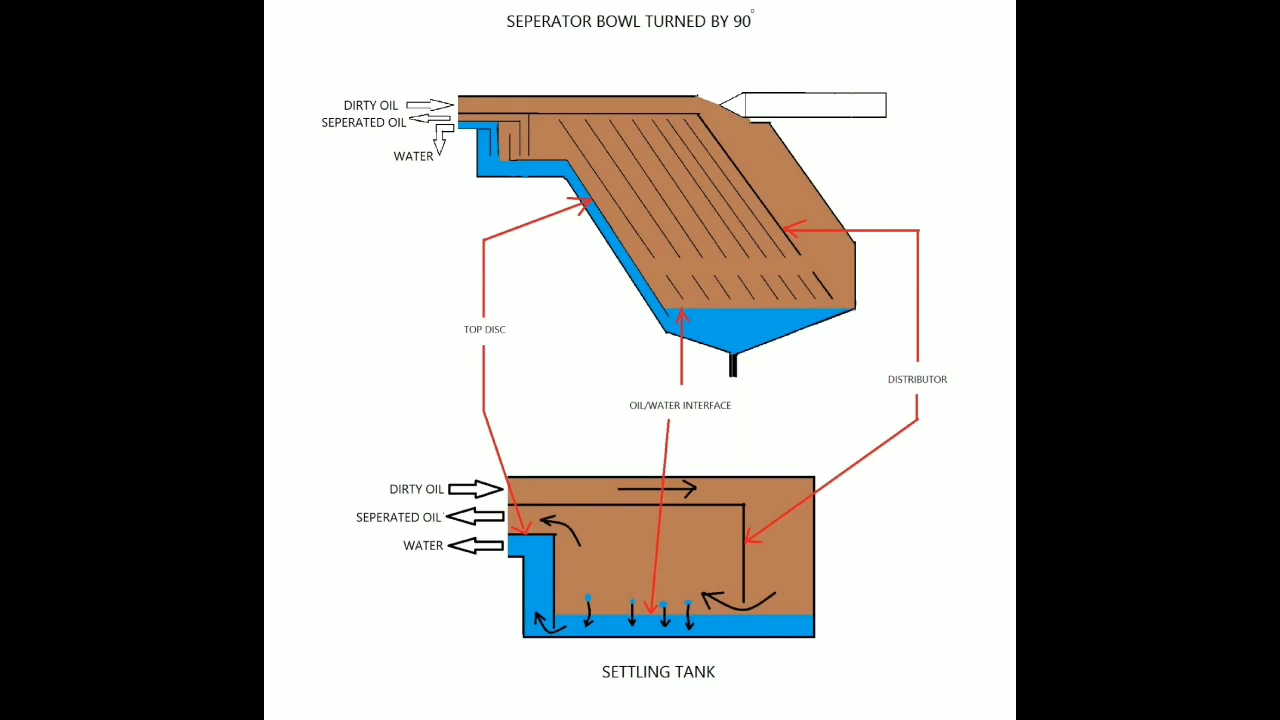 SEPERATOR BOWL TURNED BY 90°
DIRTY OIL
SEPERATED OIL
WATER
TOP DISC
DISTRIBUTOR
OIL/WATER INTERFACE
DIRTY OIL
SEPERATED OIL
WATER
SETTLING TANK